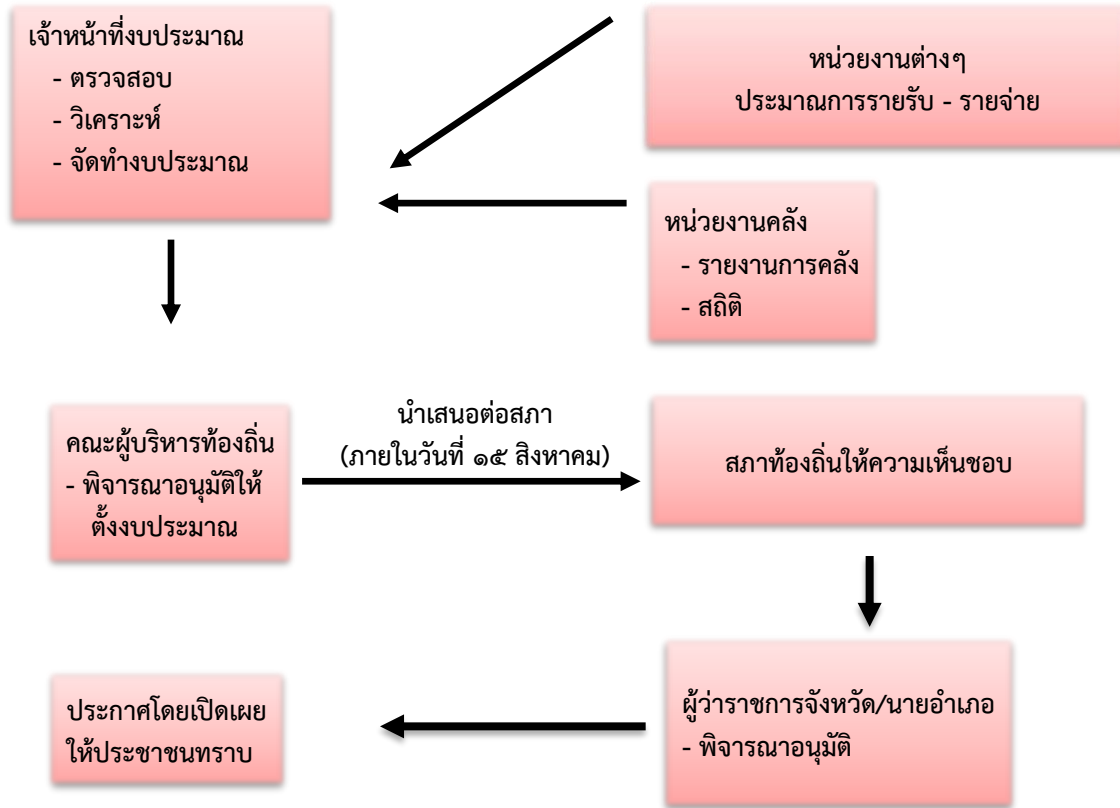 เจ้าหน้าที่งบประมาณ
- ตรวจสอบ
- วิเคราะห์
- จัดทำงบประมาณ
หน่วยงานต่างๆ
ประมาณการรายรับ - รายจ่าย
หน่วยงานคลัง
- รายงานการคลัง
- สถิติ
คณะผู้บริหารท้องถิ่น
- พิจารณาอนุมัติให้
ตั้งงบประมาณ
นำเสนอต่อสภา
(ภายในวันที่ ๑๕ สิงหาคม)
สภาท้องถิ่นให้ความเห็นชอบ
ผู้ว่าราชการจังหวัด/นายอำเภอ
- พิจารณาอนุมัติ
ประกาศโดยเปิดเผย
ให้ประชาชนทราบ